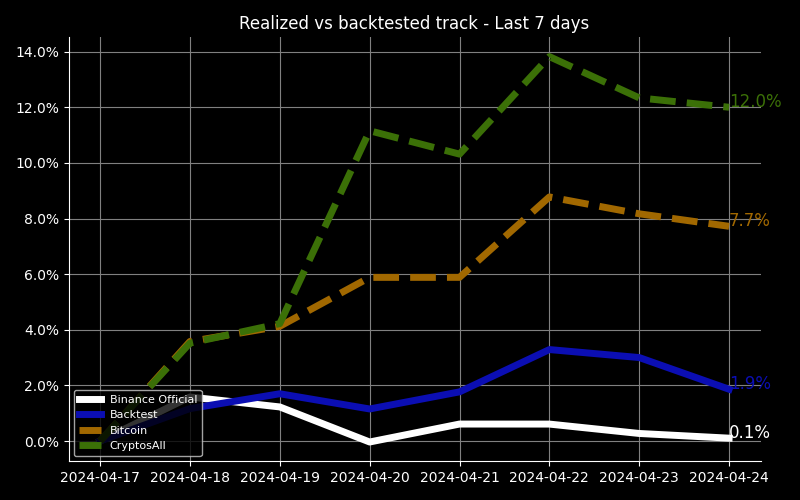 Realized vs backtested track - Last 7 days
14.0%
12.0%
10.0%
8.0%
6.0%
4.0%
2.0%
0.0%
12.0%
7.7%
1.9%
0.1%
Binance Official
Backtest
Bitcoin
CryptosAll
2024-04-17 2024-04-18 2024-04-19 2024-04-20 2024-04-21 2024-04-22 2024-04-23 2024-04-24